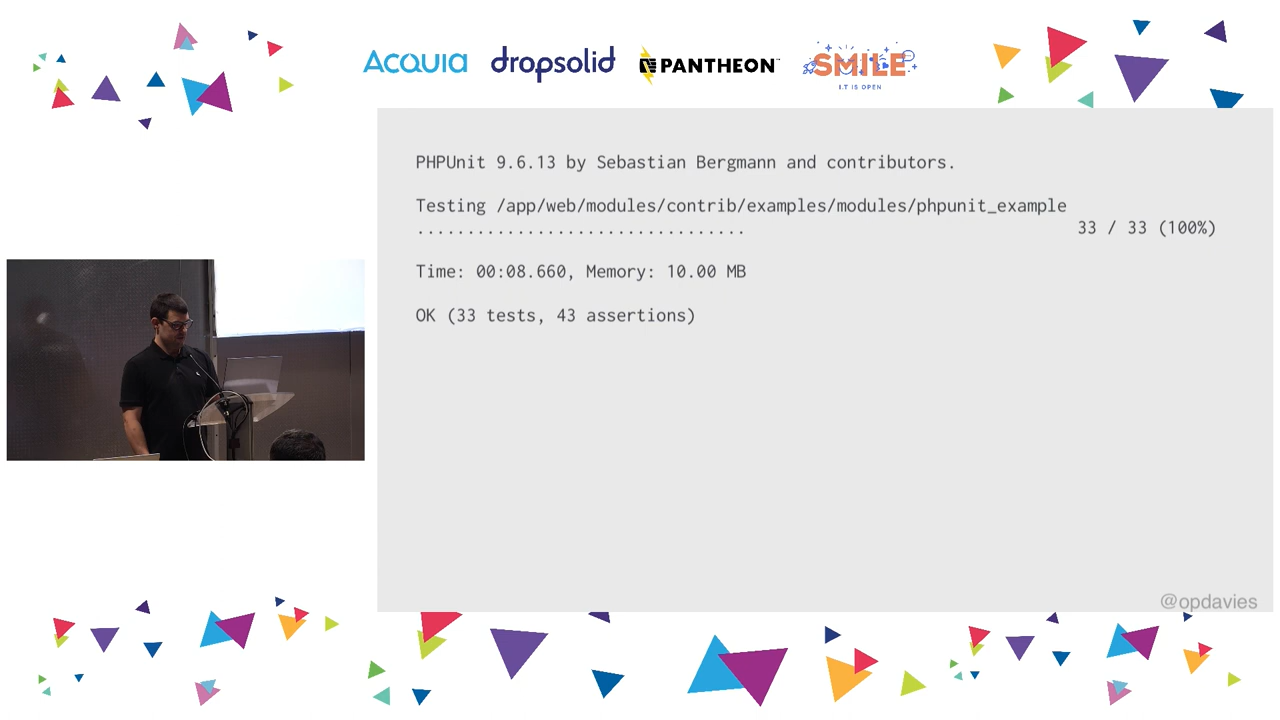 ACQUIA
dropsolid
PANTHEON
SMILE
I.T IS OPEN
PHPUnit 9.6.13 by Sebastian Bergmann and contributors.
Testing /app/web/modules/contrib/examples/modules/phpunit_example
................................. 33 / 33 (100%)
Time: 00:08.660, Memory: 10.00 MB
OK (33 tests, 43 assertions)
@opdavies